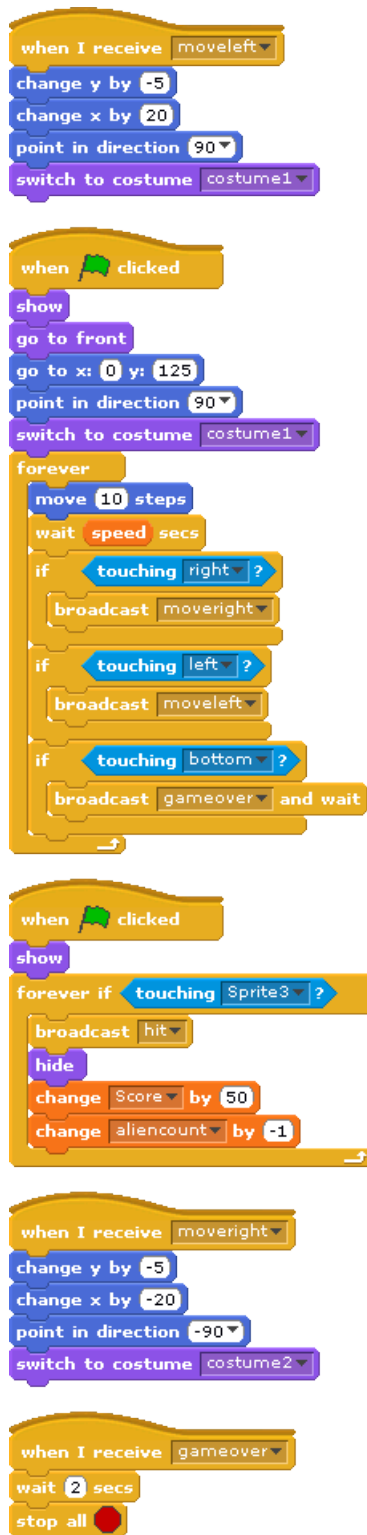 when I receive moveleft
change y by -5
change x by 20
point in direction 90
switch to costume costume1
when clicked
show
go to front
go to x: 0 y: 125
point in direction 90
switch to costume costume1
forever
move 10 steps
wait speed secs
if touching right ?
broadcast moveright
if touching left ?
broadcast moveleft
if touching bottom ?
broadcast gameover and wait
when clicked
show
forever if touching Sprite3 ?
broadcast hit
hide
change Score by 50
change aliencount by -1
when I receive moveright
change y by -5
change x by -20
point in direction -90
switch to costume costume2
when I receive gameover
wait 2 secs
stop all